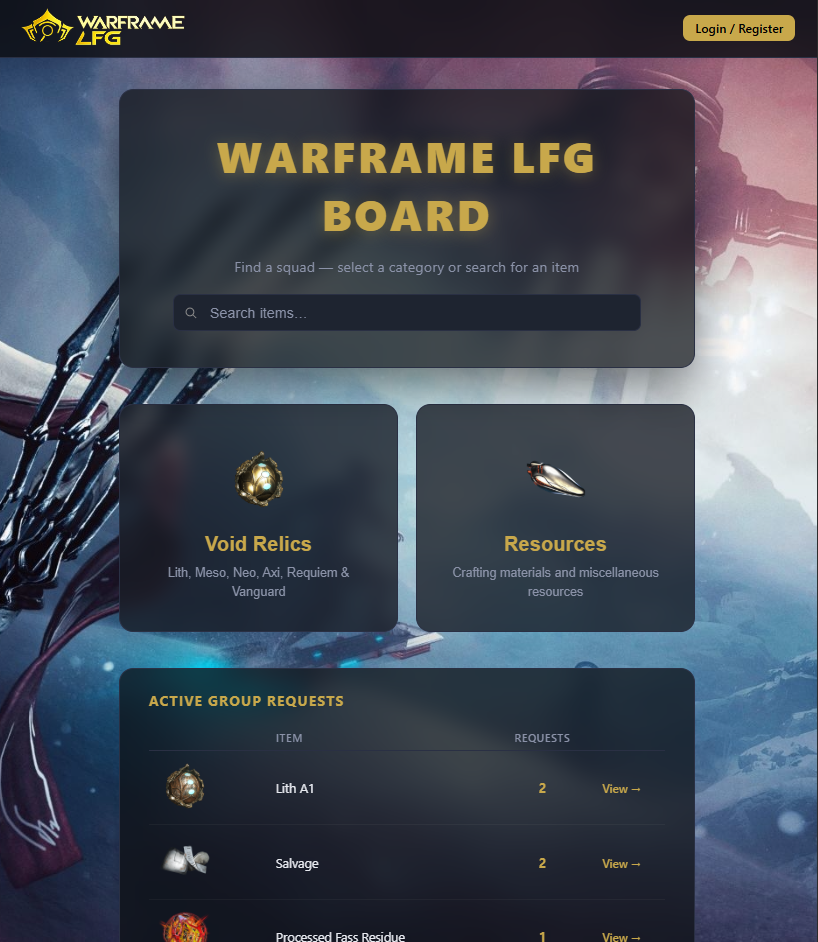 WARFRAME
LFG
Login / Register
WARFRAME LFG
BOARD
Find a squad — select a category or search for an item
Search items...
Void Relics
Lith, Meso, Neo, Axi, Requiem &
Vanguard
Resources
Crafting materials and miscellaneous
resources
ACTIVE GROUP REQUESTS
ITEM REQUESTS
Lith A1 2 View →
Salvage 2 View →
Processed Fass Residue 1 View →